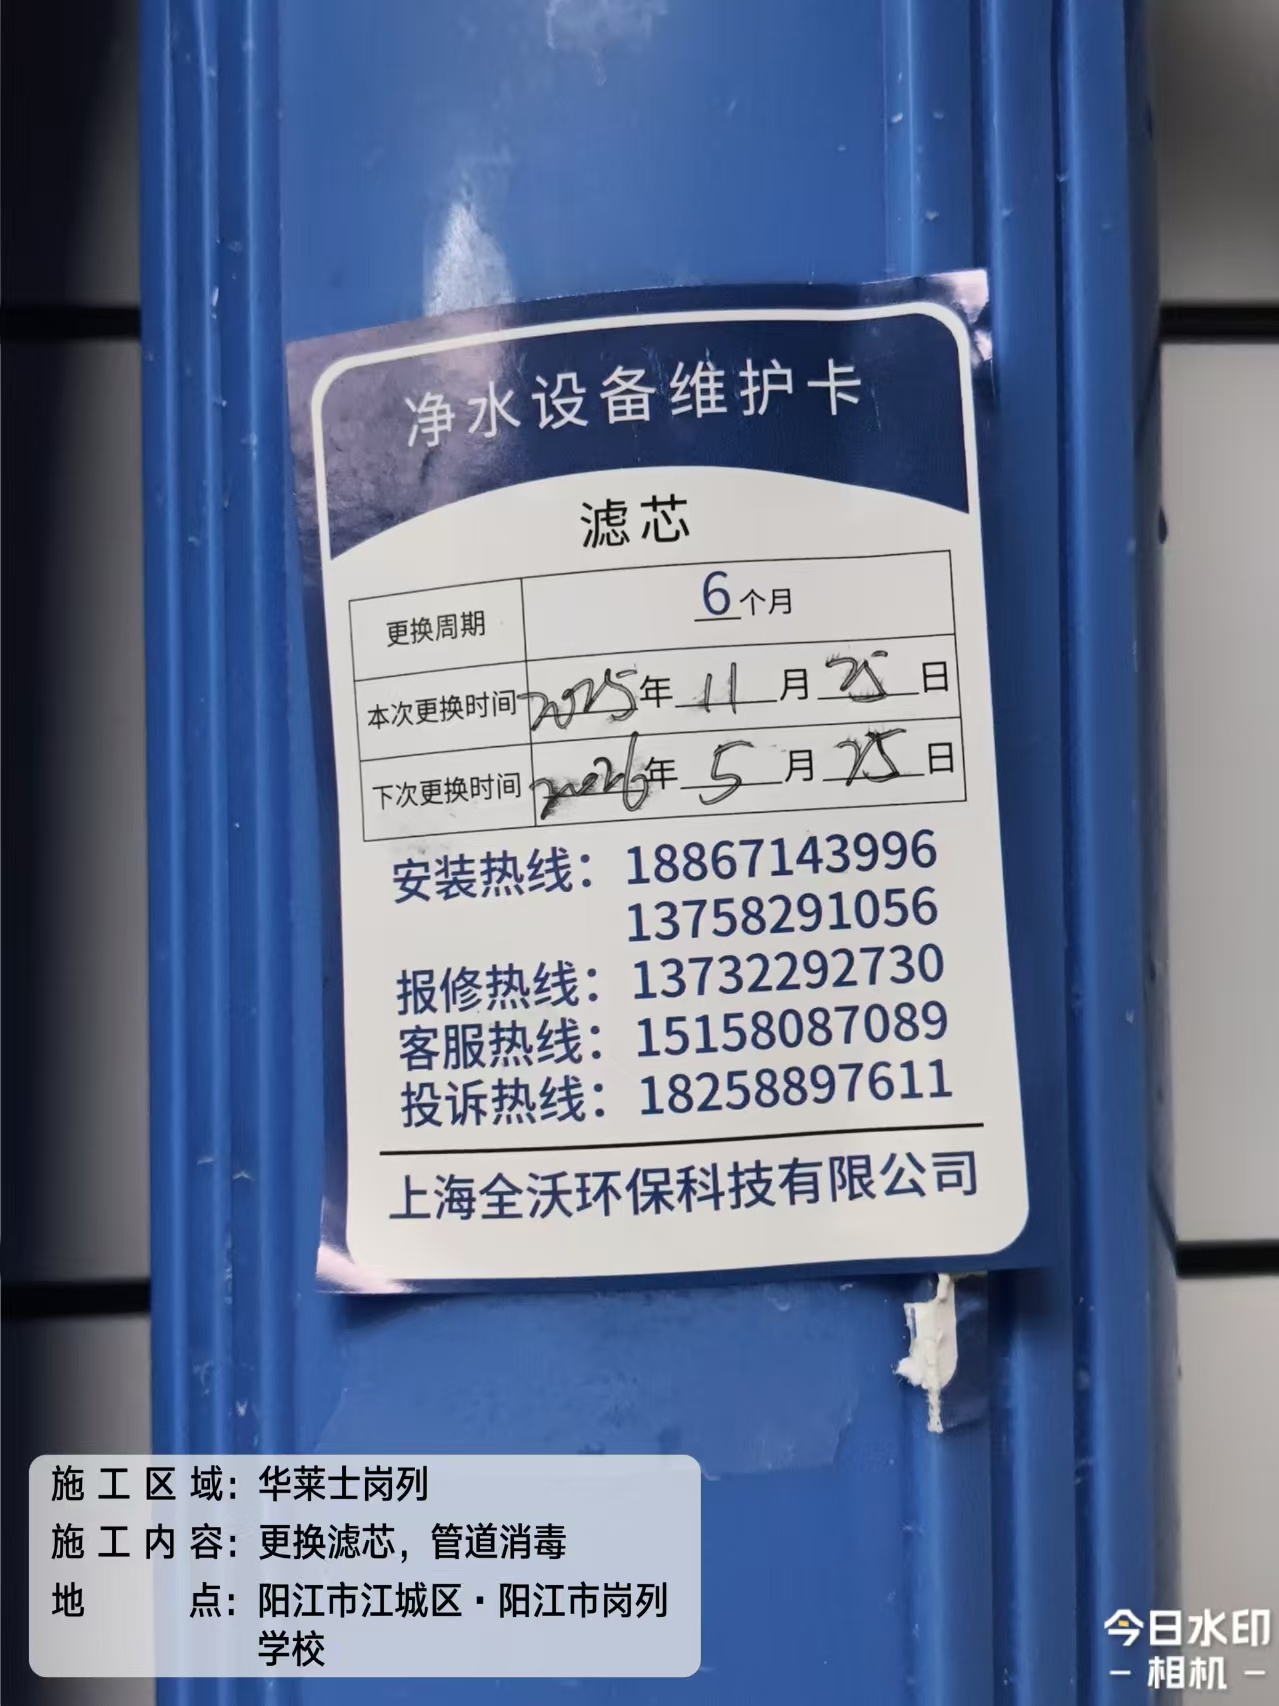 净水设备维护卡
滤芯
更换周期 6个月
本次更换时间 2025年11月25日
下次更换时间 2026年5月25日
安装热线：18867143996
13758291056
报修热线：13732292730
客服热线：15158087089
投诉热线：18258897611
上海全沃环保科技有限公司
施工区域：华莱士岗列
施工内容：更换滤芯，管道消毒
地点：阳江市江城区·阳江市岗列
学校
今日水印
相机